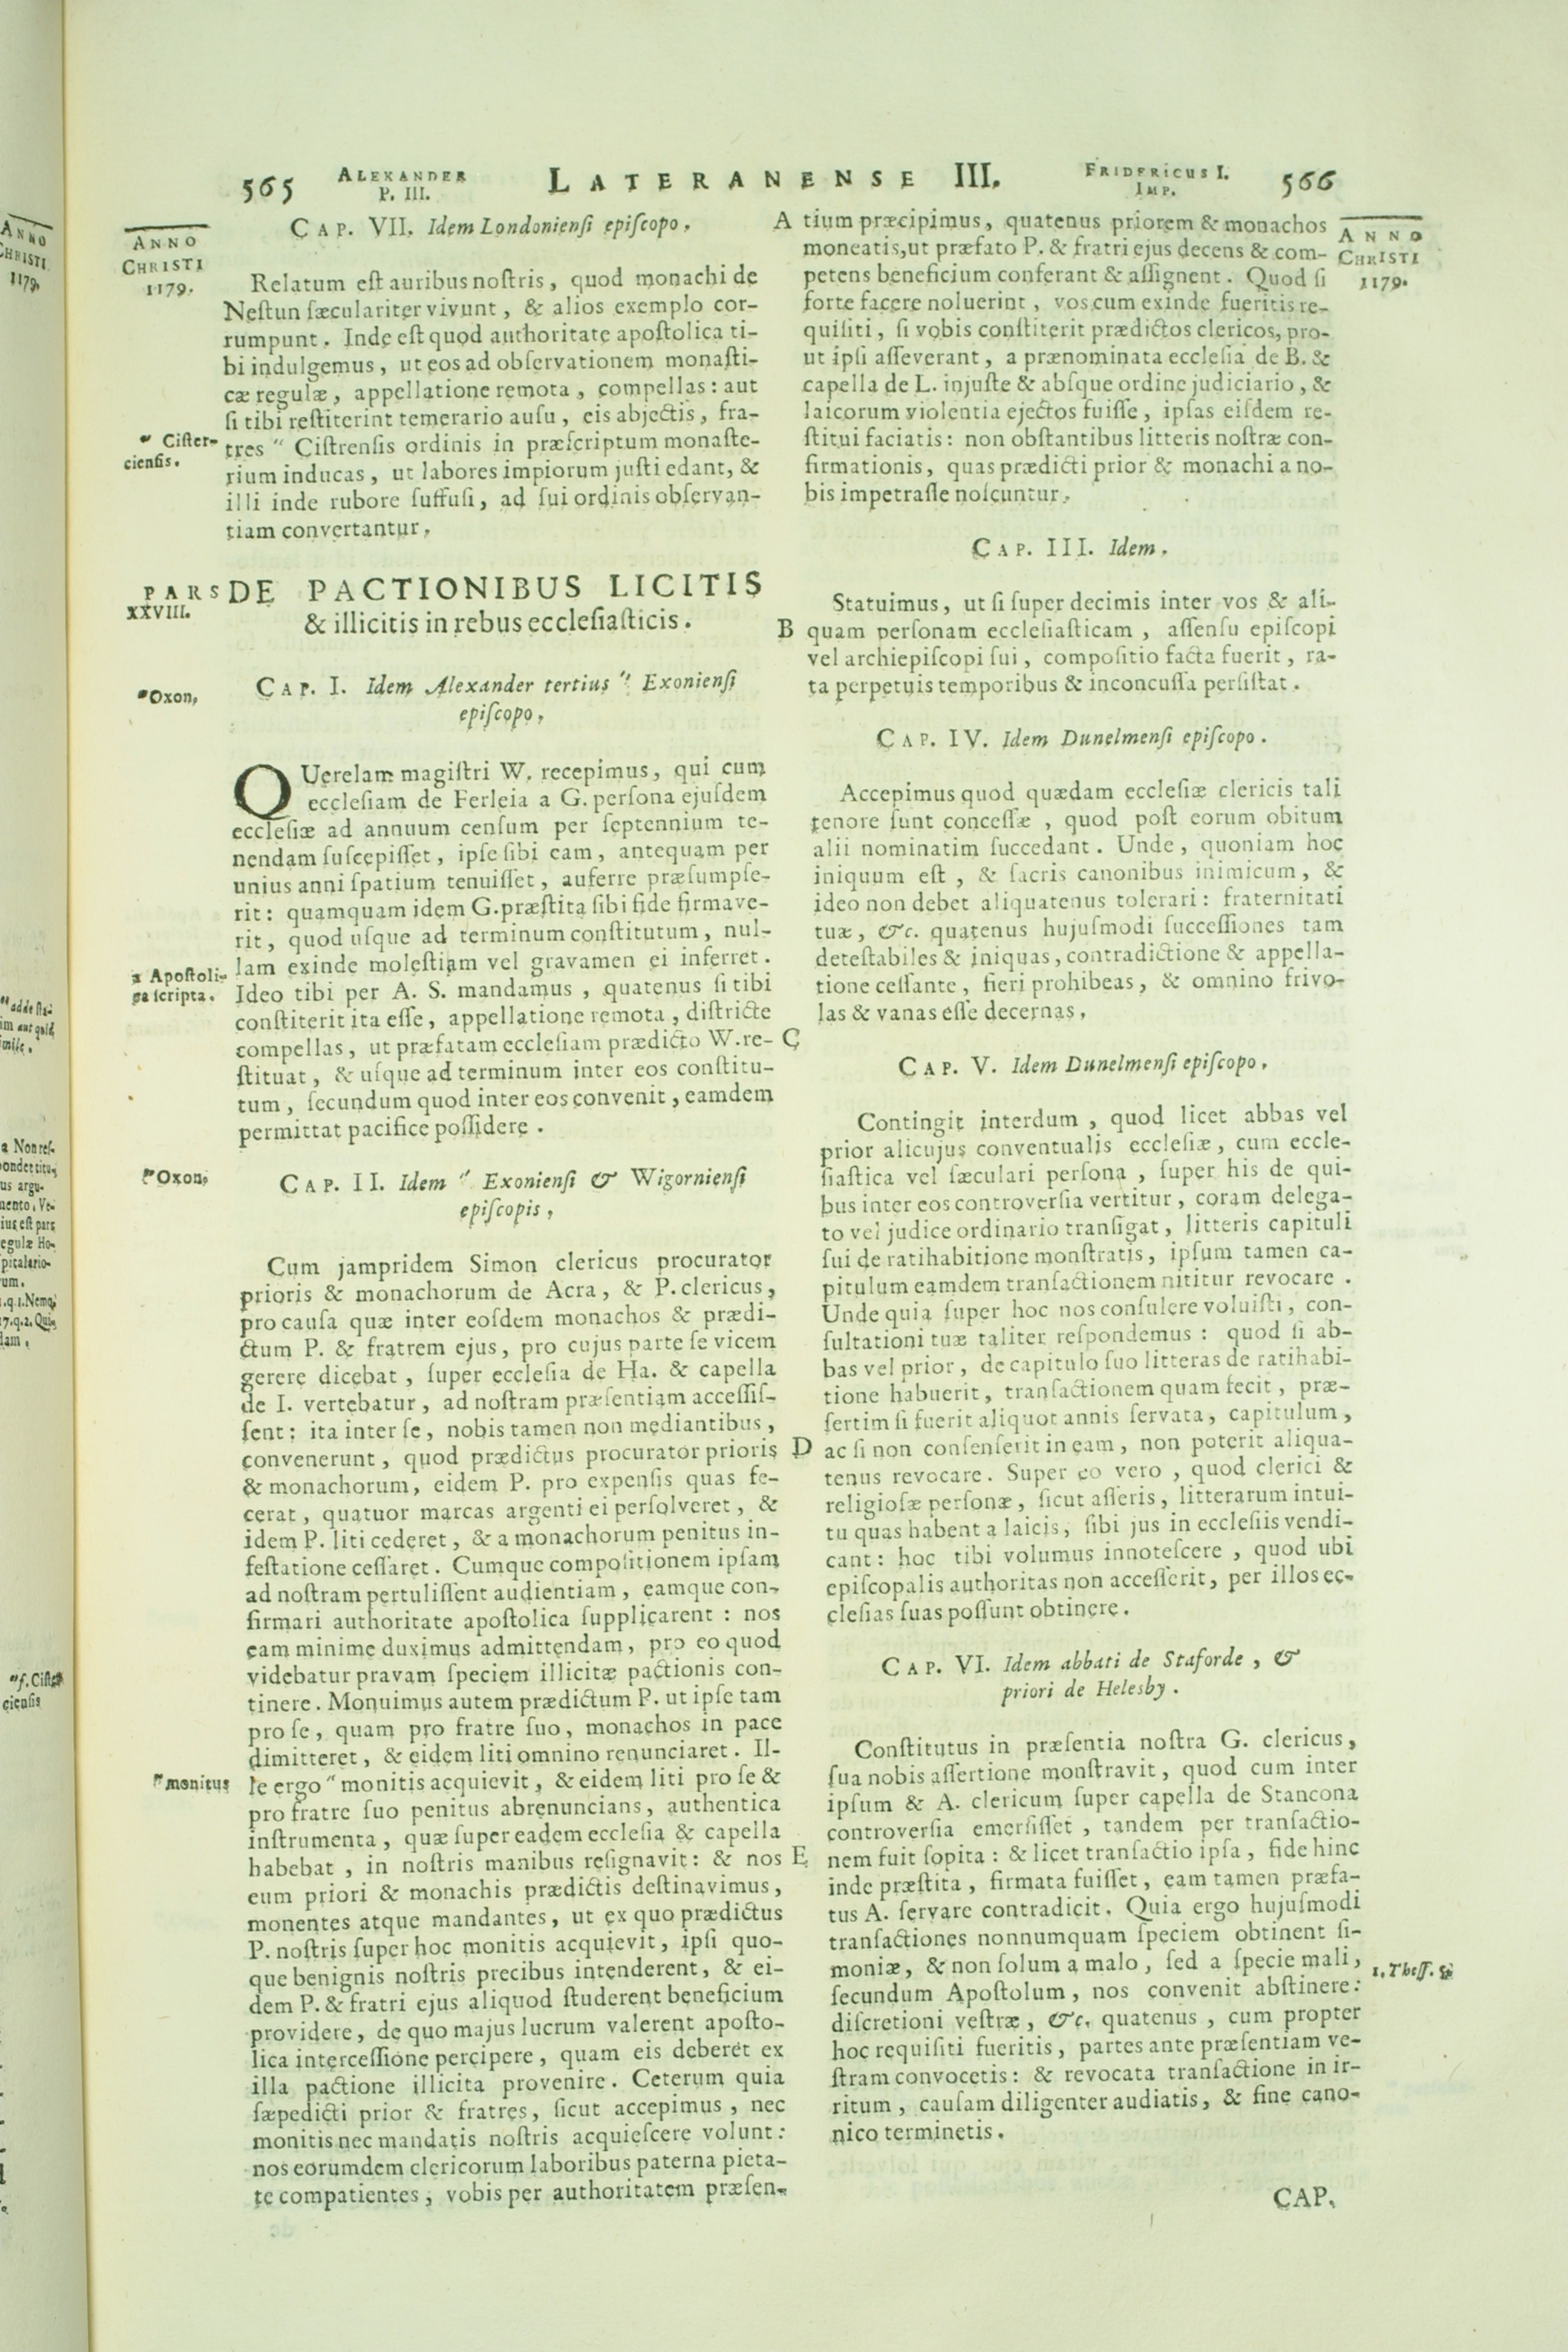 565 ALEXANDER P. III. LATERANENSE III. FRIDERICUS I. IMP. 566
ANNO
CHRISTI
1179.
CAP. VII. Idem Londonienſi epiſcopo.
Relatum eſt auribus noſtris, quod monachi de
Neſtun ſæculariter vivunt, & alios exemplo cor-
rumpunt. Inde eſt quod authoritate apoſtolica ti-
bi indulgemus, ut eos ad obſervationem monaſti-
cæ regulæ, appellatione remota, compellas: aut
ſi tibi reſtiterint temerario auſu, eis abjectis, fra-
tres " Ciſtrenſis ordinis in præſcriptum monaſte-
rium inducas, ut labores impiorum juſti edant, &
illi inde rubore ſuffuſi, ad ſui ordinis obſervan-
tiam convertantur.
" Ciſter-
cienſis.
PARS
XXVIII.
DE PACTIONIBUS LICITIS
& illicitis in rebus eccleſiaſticis.
CAP. I. Idem Alexander tertius " Exonienſi
epiſcopo.
"Oxon.
QUerelam magiſtri W. recepimus, qui cum
eccleſiam de Ferleia a G. perſona ejuſdem
eccleſiæ ad annuum cenſum per ſeptennium te-
nendam ſuſcepiſſet, ipſe ſibi eam, antequam per
unius anni ſpatium tenuiſſet, auferre præſumpſe-
rit: quamquam idem G. præſtita ſibi fide firmave-
rit, quod uſque ad terminum conſtitutum, nul-
lam exinde moleſtiam vel gravamen ei inferret.
Ideo tibi per A. S. mandamus, quatenus ſi tibi
conſtiterit ita eſſe, appellatione remota, diſtricte
compellas, ut præfatam eccleſiam prædicto W. re-
ſtituat, & uſque ad terminum inter eos conſtitu-
tum, ſecundum quod inter eos convenit, eamdem
permittat pacifice poſſidere.
a Apoſtoli-
ca ſcripta.
CAP. II. Idem " Exonienſi & Wigornienſi
epiſcopis.
"Oxon.
Cum jampridem Simon clericus procurator
prioris & monachorum de Acra, & P. clericus,
pro cauſa quæ inter eoſdem monachos & prædi-
ctum P. & fratrem ejus, pro cujus parte ſe vicem
gerere dicebat, ſuper eccleſia de Ha. & capella
de I. vertebatur, ad noſtram præſentiam acceſſiſ-
ſent: ita inter ſe, nobis tamen non mediantibus,
convenerunt, quod prædictus procurator prioris
& monachorum, eidem P. pro expenſis quas fe-
cerat, quatuor marcas argenti ei perſolveret, &
idem P. liti cederet, & a monachorum penitus in-
feſtatione ceſſaret. Cumque compoſitionem ipſam
ad noſtram pertuliſſent audientiam, eamque con-
firmari authoritate apoſtolica ſupplicarent: nos
eam minime duximus admittendam, pro eo quod
videbatur pravam ſpeciem illicitæ pactionis con-
tinere. Monuimus autem prædictum P. ut ipſe tam
pro ſe, quam pro fratre ſuo, monachos in pace
dimitteret, & eidem liti omnino renunciaret. Il-
le ergo " monitis acquievit, & eidem liti pro ſe &
pro fratre ſuo penitus abrenuncians, authentica
inſtrumenta, quæ ſuper eadem eccleſia & capella
habebat, in noſtris manibus reſignavit: & nos
eum priori & monachis prædictis deſtinavimus,
monentes atque mandantes, ut ex quo prædictus
P. noſtris ſuper hoc monitis acquievit, ipſi quo-
que benignis noſtris precibus intenderent, & ei-
dem P. & fratri ejus aliquod ſtuderent beneficium
providere, de quo majus lucrum valerent apoſto-
lica interceſſione percipere, quam eis deberet ex
illa pactione illicita provenire. Ceterum quia
ſæpedicti prior & fratres, ſicut accepimus, nec
monitis nec mandatis noſtris acquieſcere volunt:
nos eorumdem clericorum laboribus paterna pieta-
te compatientes, vobis per authoritatem præſen-
"monitus
A
B
C
D
E
tium præcipimus, quatenus priorem & monachos
moneatis, ut præfato P. & fratri ejus decens & com-
petens beneficium conferant & aſſignent. Quod ſi
forte facere noluerint, vos cum exinde fueritis re-
quiſiti, ſi vobis conſtiterit prædictos clericos, pro-
ut ipſi aſſeverant, a prænominata eccleſia de B. &
capella de L. injuſte & abſque ordine judiciario, &
laicorum violentia ejectos fuiſſe, ipſas eiſdem re-
ſtitui faciatis: non obſtantibus litteris noſtræ con-
firmationis, quas prædicti prior & monachi a no-
bis impetraſſe noſcuntur.
ANNO
CHRISTI
1179.
CAP. III. Idem.
Statuimus, ut ſi ſuper decimis inter vos & ali-
quam perſonam eccleſiaſticam, aſſenſu epiſcopi
vel archiepiſcopi ſui, compoſitio facta fuerit, ra-
ta perpetuis temporibus & inconcuſſa perſiſtat.
CAP. IV. Idem Dunelmenſi epiſcopo.
Accepimus quod quædam eccleſiæ clericis tali
tenore ſunt conceſſæ, quod poſt eorum obitum
alii nominatim ſuccedant. Unde, quoniam hoc
iniquum eſt, & ſacris canonibus inimicum, &
ideo non debet aliquatenus tolerari: fraternitati
tuæ, &c. quatenus hujuſmodi ſucceſſiones tam
deteſtabiles & iniquas, contradictione & appella-
tione ceſſante, fieri prohibeas, & omnino frivo-
las & vanas eſſe decernas.
CAP. V. Idem Dunelmenſi epiſcopo.
Contingit interdum, quod licet abbas vel
prior alicujus conventualis eccleſiæ, cum eccle-
ſiaſtica vel ſæculari perſona, ſuper his de qui-
bus inter eos controverſia vertitur, coram delega-
to vel judice ordinario tranſigat, litteris capituli
ſui de ratihabitione monſtratis, ipſum tamen ca-
pitulum eamdem tranſactionem nititur revocare.
Unde quia ſuper hoc nos conſulere voluiſti, con-
ſultationi tuæ taliter reſpondemus: quod ſi ab-
bas vel prior, de capitulo ſuo litteras de ratihabi-
tione habuerit, tranſactionem quam fecit, præ-
ſertim ſi fuerit aliquot annis ſervata, capitulum,
ac ſi non conſenſerit in eam, non poterit aliqua-
tenus revocare. Super eo vero, quod clerici &
religioſæ perſonæ, ſicut aſſeris, litterarum intui-
tu quas habent a laicis, ſibi jus in eccleſiis vendi-
cant: hoc tibi volumus innoteſcere, quod ubi
epiſcopalis authoritas non acceſſerit, per illos ec-
cleſias ſuas poſſunt obtinere.
CAP. VI. Idem abbati de Staforde, &
priori de Helesby.
Conſtitutus in præſentia noſtra G. clericus,
ſua nobis aſſertione monſtravit, quod cum inter
ipſum & A. clericum ſuper capella de Stancona
controverſia emerſiſſet, tandem per tranſactio-
nem fuit ſopita: & licet tranſactio ipſa, fide hinc
inde præſtita, firmata fuiſſet, eam tamen præfa-
tus A. ſervare contradicit. Quia ergo hujuſmodi
tranſactiones nonnumquam ſpeciem obtinent ſi-
moniæ, & non ſolum a malo, ſed a ſpecie mali,
ſecundum Apoſtolum, nos convenit abſtinere:
diſcretioni veſtræ, &c. quatenus, cum propter
hoc requiſiti fueritis, partes ante præſentiam ve-
ſtram convocetis: & revocata tranſactione in ir-
ritum, cauſam diligenter audiatis, & fine cano-
nico terminetis.
1. Theſſ. 5.
CAP.